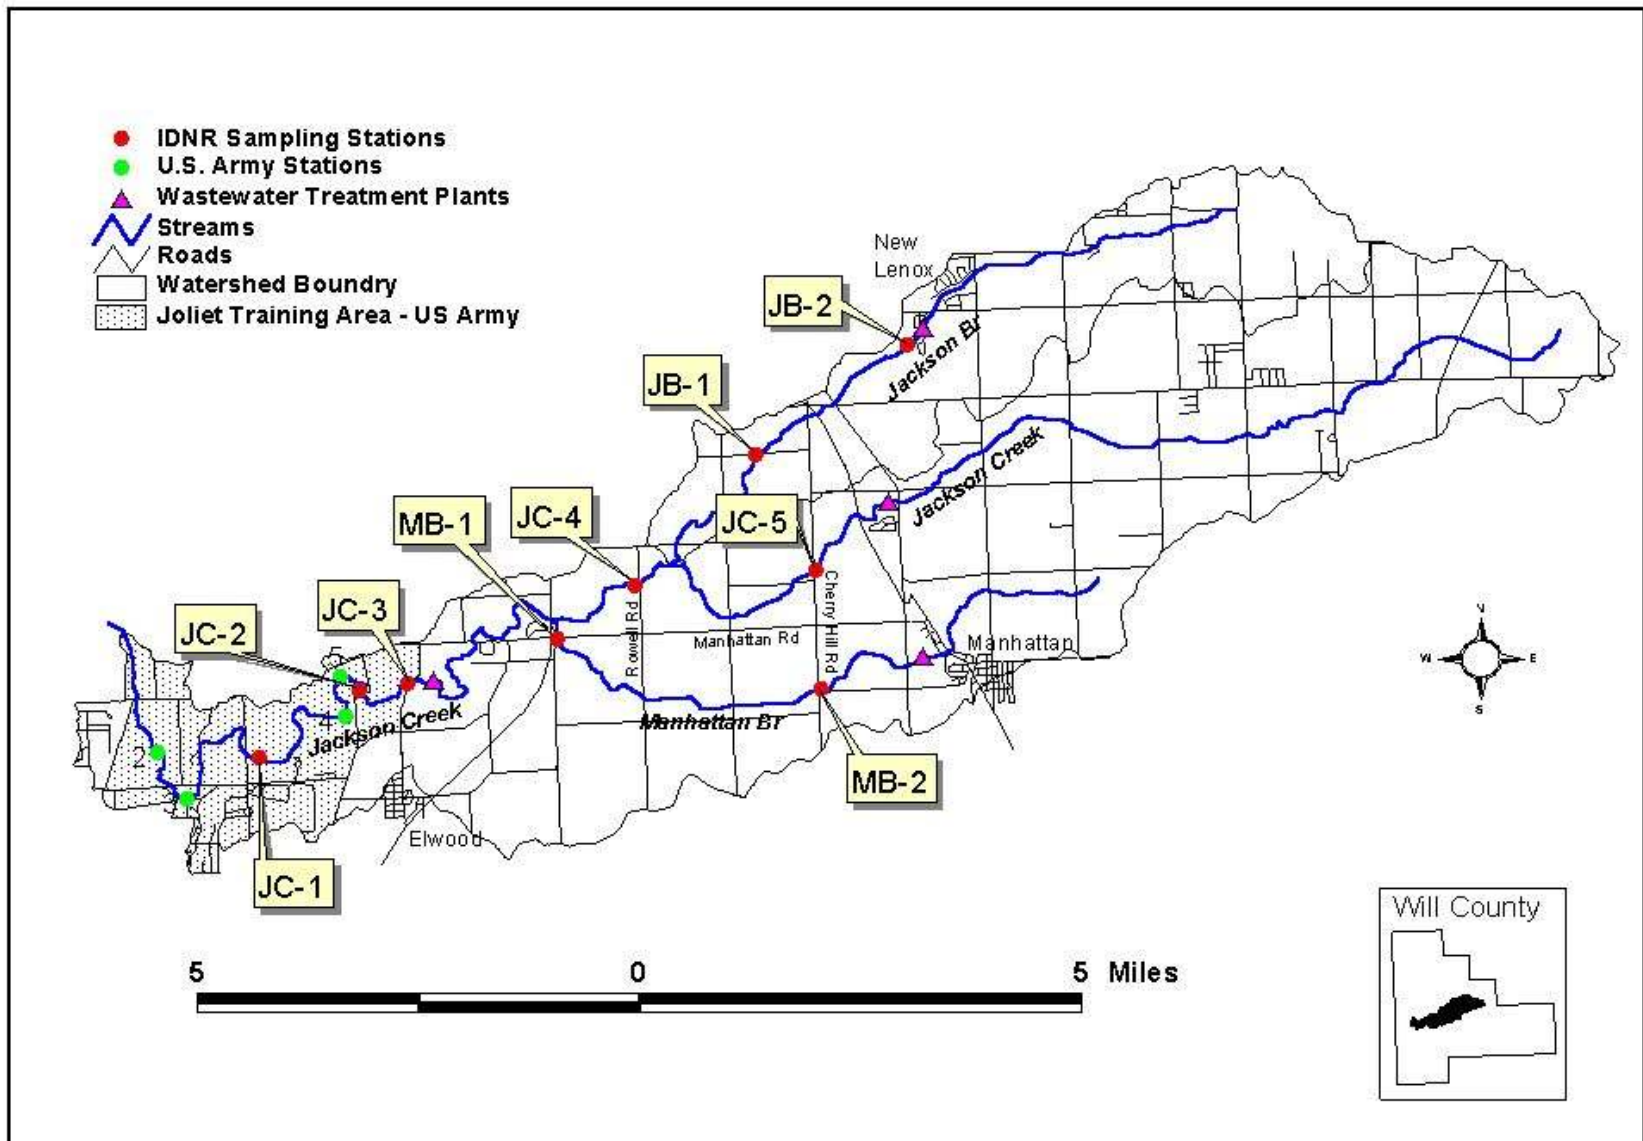 IDNR Sampling Stations
U.S. Army Stations
Wastewater Treatment Plants
Streams
Roads
Watershed Boundry
Joliet Training Area - US Army
New
Lenox
JB-2
Jackson Br
JB-1
Jackson Creek
MB-1
JC-4
JC-5
JC-3
JC-2
Rowell Rd
Manhattan Rd
Cherry Hill Rd
Manhattan
4
Jackson Creek
Manhattan Br
2
MB-2
Elwood
JC-1
W
E
S
5 0 5 Miles
Will County